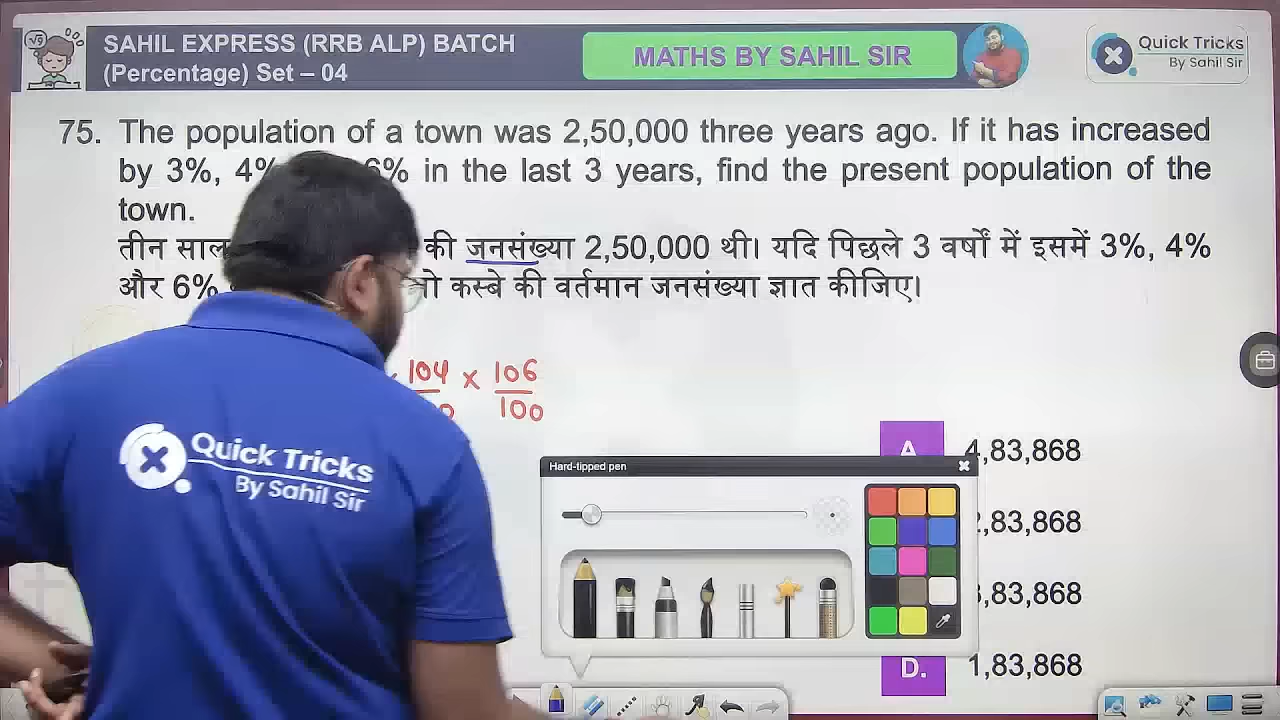 SAHIL EXPRESS (RRB ALP) BATCH
(Percentage) Set – 04
MATHS BY SAHIL SIR
Quick Tricks
By Sahil Sir
75. The population of a town was 2,50,000 three years ago. If it has increased
by 3%, 4% 6% in the last 3 years, find the present population of the
town.
तीन साल की जनसंख्या 2,50,000 थी। यदि पिछले 3 वर्षों में इसमें 3%, 4%
और 6% कस्बे की वर्तमान जनसंख्या ज्ञात कीजिए।
104 × 106
100
Quick Tricks
By Sahil Sir
Hard-tipped pen
A 4,83,868
,83,868
,83,868
D. 1,83,868